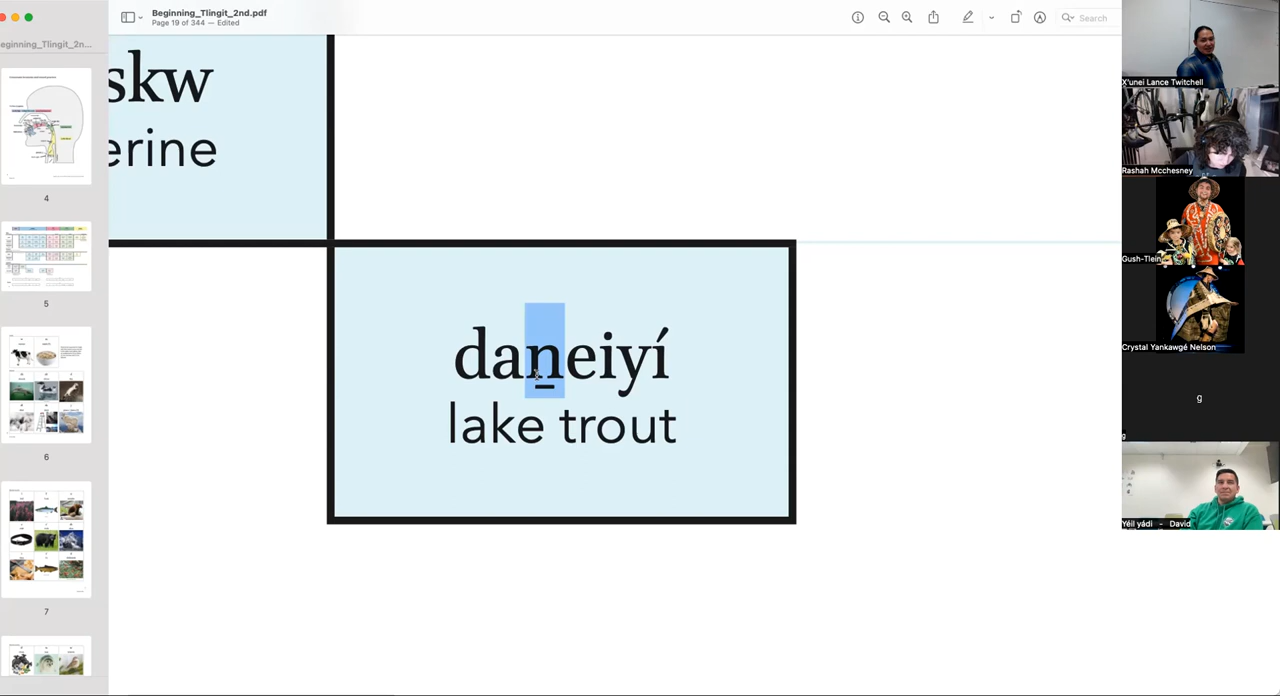 Beginning_Tlingit_2nd.pdf
Page 19 of 344 — Edited
Search
eginning_Tlingit_2n...
4
5
6
7
skw
erine
daṉeiyí
lake trout
X'unei Lance Twitchell
Rashah Mcchesney
Gush-Tlein
Crystal Yankawgé Nelson
g
g
Yéil yádi - David